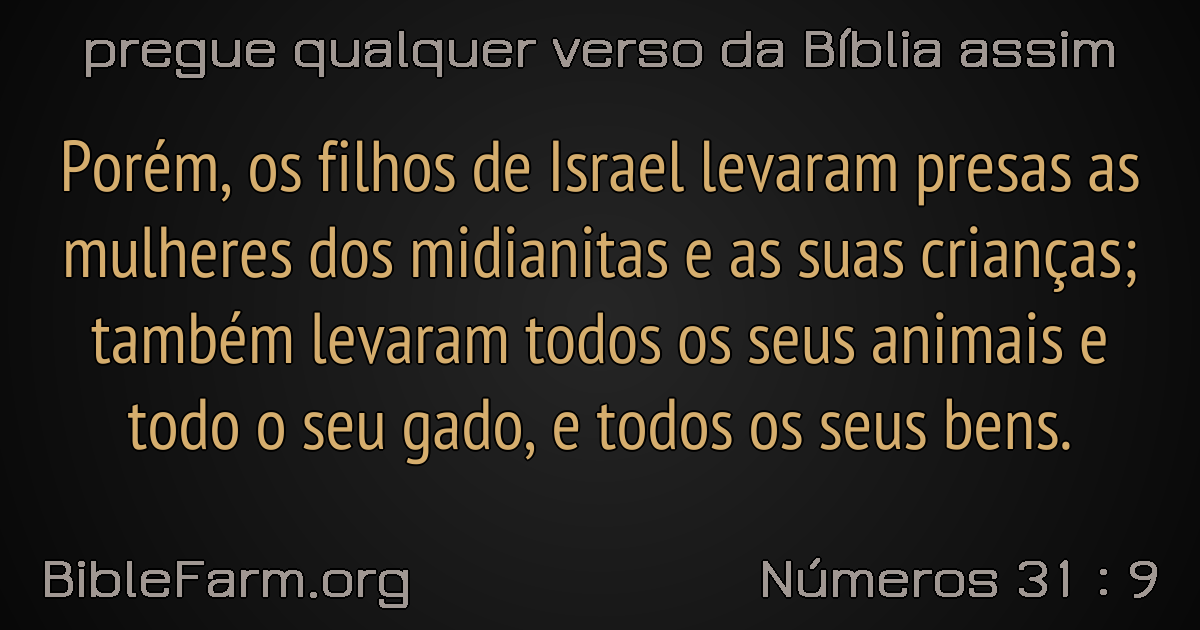 pregue qualquer verso da Bíblia assim
Porém, os filhos de Israel levaram presas as
mulheres dos midianitas e as suas crianças;
também levaram todos os seus animais e
todo o seu gado, e todos os seus bens.
BibleFarm.org
Números 31 : 9